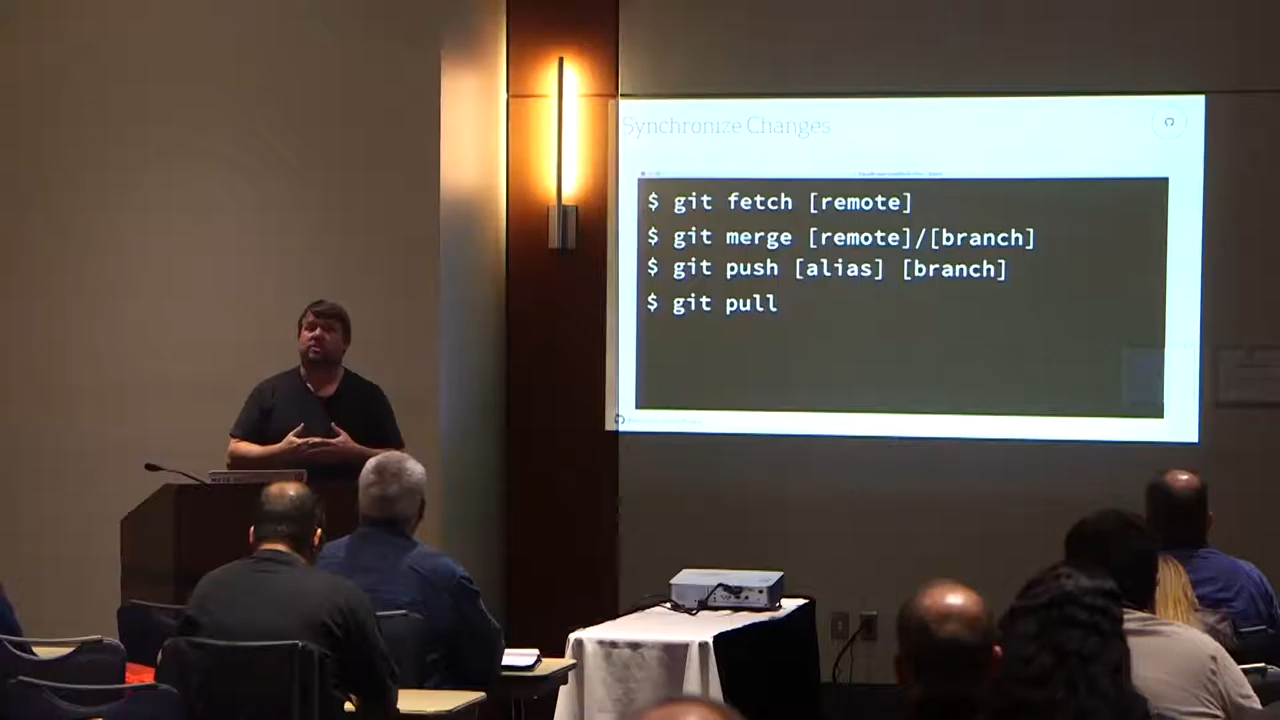 Synchronize Changes
$ git fetch [remote]
$ git merge [remote]/[branch]
$ git push [alias] [branch]
$ git pull